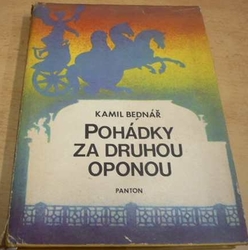 KAMIL BEDNÁŘ
POHÁDKY
ZA DRUHOU
OPONOU
PANTON